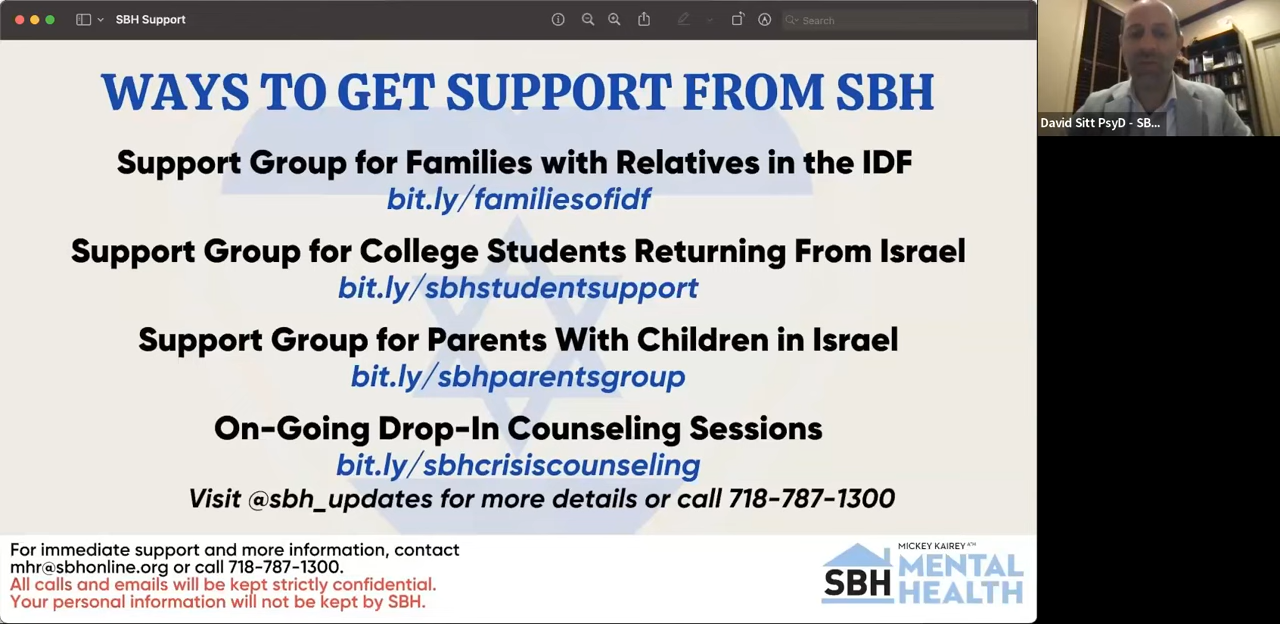 SBH Support
Search
WAYS TO GET SUPPORT FROM SBH
Support Group for Families with Relatives in the IDF
bit.ly/familiesofidf
Support Group for College Students Returning From Israel
bit.ly/sbhstudentsupport
Support Group for Parents With Children in Israel
bit.ly/sbhparentsgroup
On-Going Drop-In Counseling Sessions
bit.ly/sbhcrisiscounseling
Visit @sbh_updates for more details or call 718-787-1300
For immediate support and more information, contact
mhr@sbhonline.org or call 718-787-1300.
All calls and emails will be kept strictly confidential.
Your personal information will not be kept by SBH.
MICKEY KAIREY
SBH MENTAL
HEALTH
David Sitt PsyD - SB...